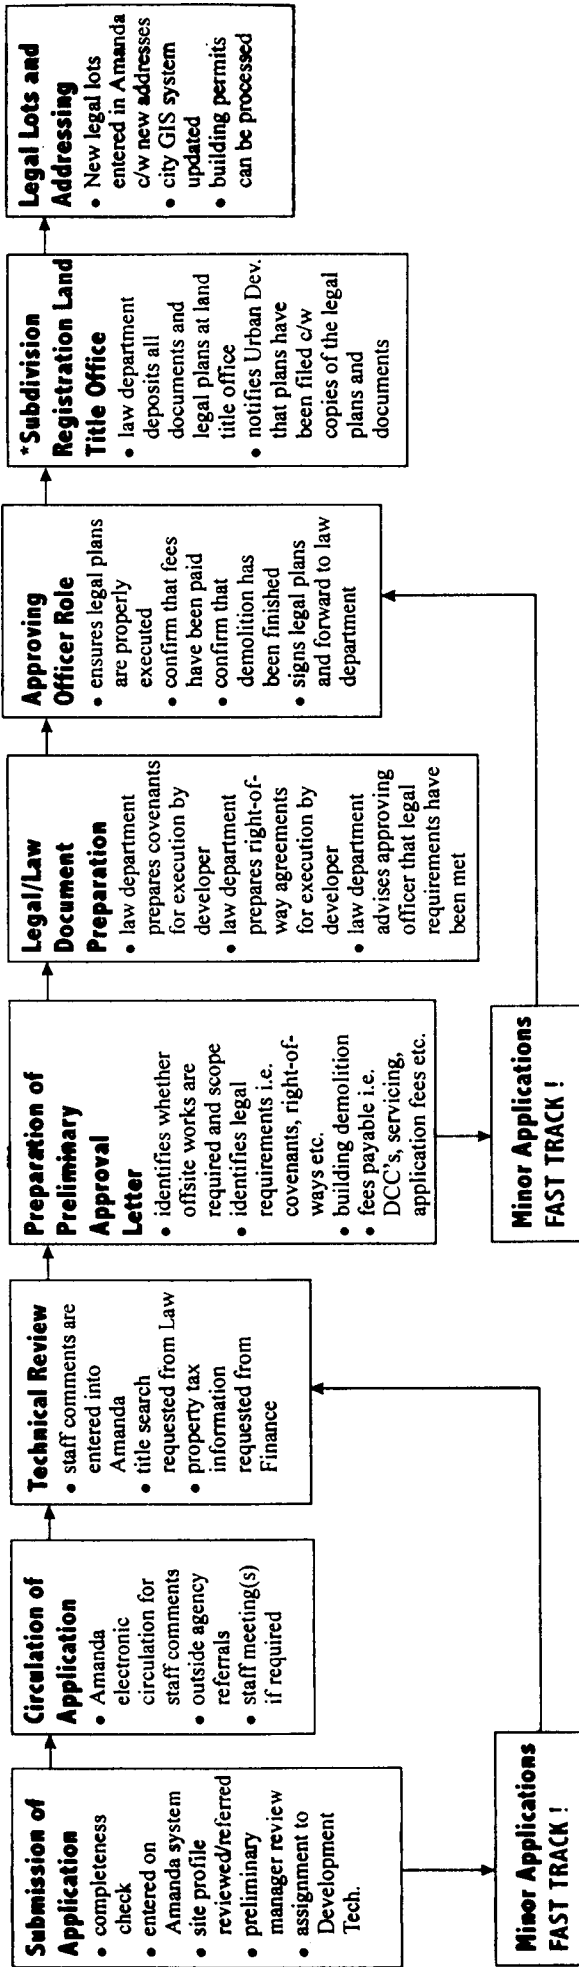 Submission of
Application
• completeness
check
• entered on
Amanda system
• site profile
reviewed/referred
• preliminary
manager review
• assignment to
Development
Tech.
Minor Applications
FAST TRACK !
Circulation of
Application
• Amanda
electronic
circulation for
staff comments
• outside agency
referrals
• staff meeting(s)
if required
Technical Review
• staff comments are
entered into
Amanda
• title search
requested from Law
• property tax
information
requested from
Finance
Preparation of
Preliminary
Approval
Letter
• identifies whether
offsite works are
required and scope
• identifies legal
requirements i.e.
covenants, right-of-
ways etc.
• building demolition
• fees payable i.e.
DCC's, servicing,
application fees etc.
Minor Applications
FAST TRACK !
Legal/Law
Document
Preparation
• law department
prepares covenants
for execution by
developer
• law department
prepares right-of-
way agreements
for execution by
developer
• law department
advises approving
officer that legal
requirements have
been met
Approving
Officer Role
• ensures legal plans
are properly
executed
• confirm that fees
have been paid
• confirm that
demolition has
been finished
• signs legal plans
and forward to law
department
*Subdivision
Registration Land
Title Office
• law department
deposits all
documents and
legal plans at land
title office
• notifies Urban Dev.
that plans have
been filed c/w
copies of the legal
plans and
documents
Legal Lots and
Addressing
• New legal lots
entered in Amanda
c/w new addresses
• city GIS system
updated
• building permits
can be processed